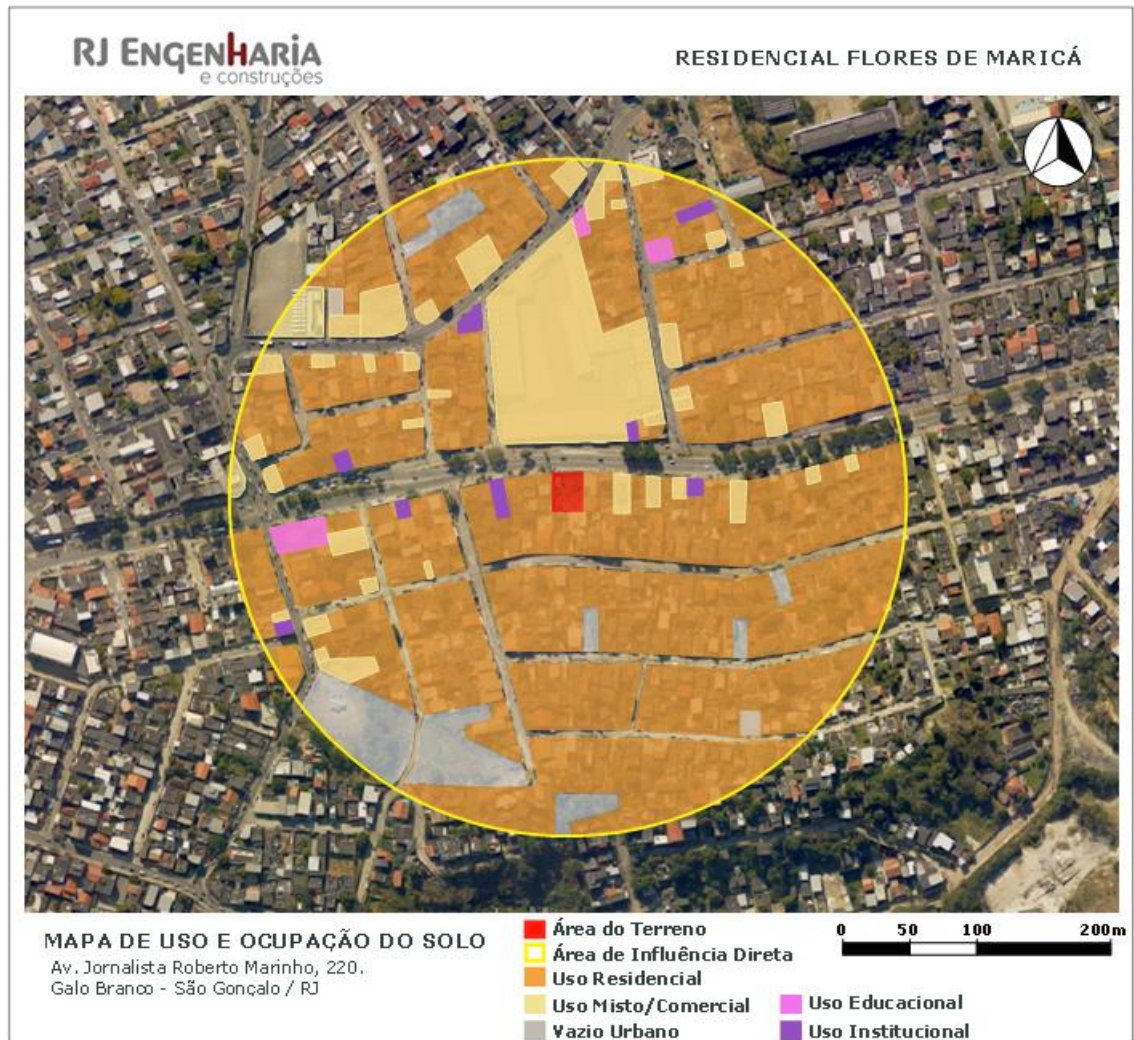 RJ ENGENHARIA
e construções
RESIDENCIAL FLORES DE MARICÁ
MAPA DE USO E OCUPAÇÃO DO SOLO
Av. Jornalista Roberto Marinho, 220.
Galo Branco - São Gonçalo / RJ
Área do Terreno
Área de Influência Direta
Uso Residencial
Uso Misto/Comercial
Vazio Urbano
Uso Educacional
Uso Institucional
0 50 100 200m